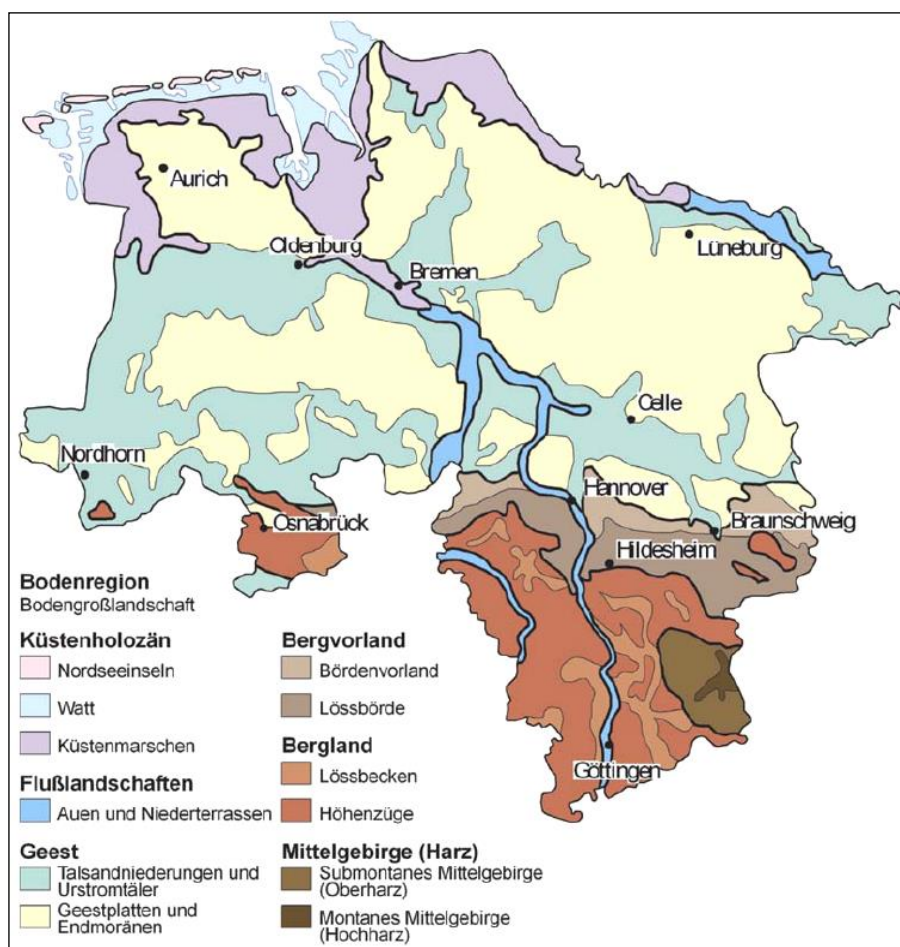 Aurich
Oldenburg
Bremen
Lüneburg
Celle
Nordhorn
Hannover
Osnabrück
Braunschweig
Hildesheim
Göttingen
Bodenregion
Bodengroßlandschaft
Küstenholozän
Nordseeinseln
Watt
Küstenmarschen
Flußlandschaften
Auen und Niederterrassen
Geest
Talsandniederungen und
Urstromtäler
Geestplatten und
Endmoränen
Bergvorland
Bördenvorland
Lössbörde
Bergland
Lössbecken
Höhenzüge
Mittelgebirge (Harz)
Submontanes Mittelgebirge
(Oberharz)
Montanes Mittelgebirge
(Hochharz)